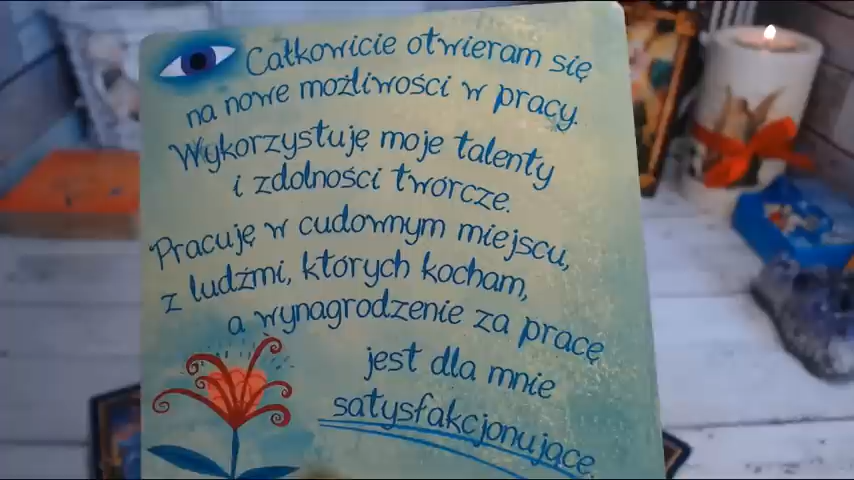 Całkowicie otwieram się
na nowe możliwości w pracy.
Wykorzystuję moje talenty
i zdolności twórcze.
Pracuję w cudownym miejscu,
z ludźmi, których kocham,
a wynagrodzenie za pracę
jest dla mnie
satysfakcjonujące.